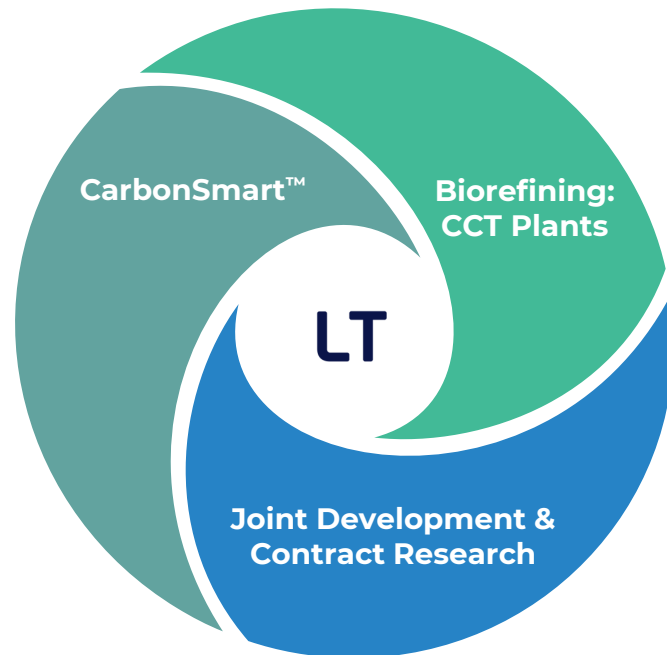 CarbonSmart™
Biorefining:
CCT Plants
LT
Joint Development &
Contract Research